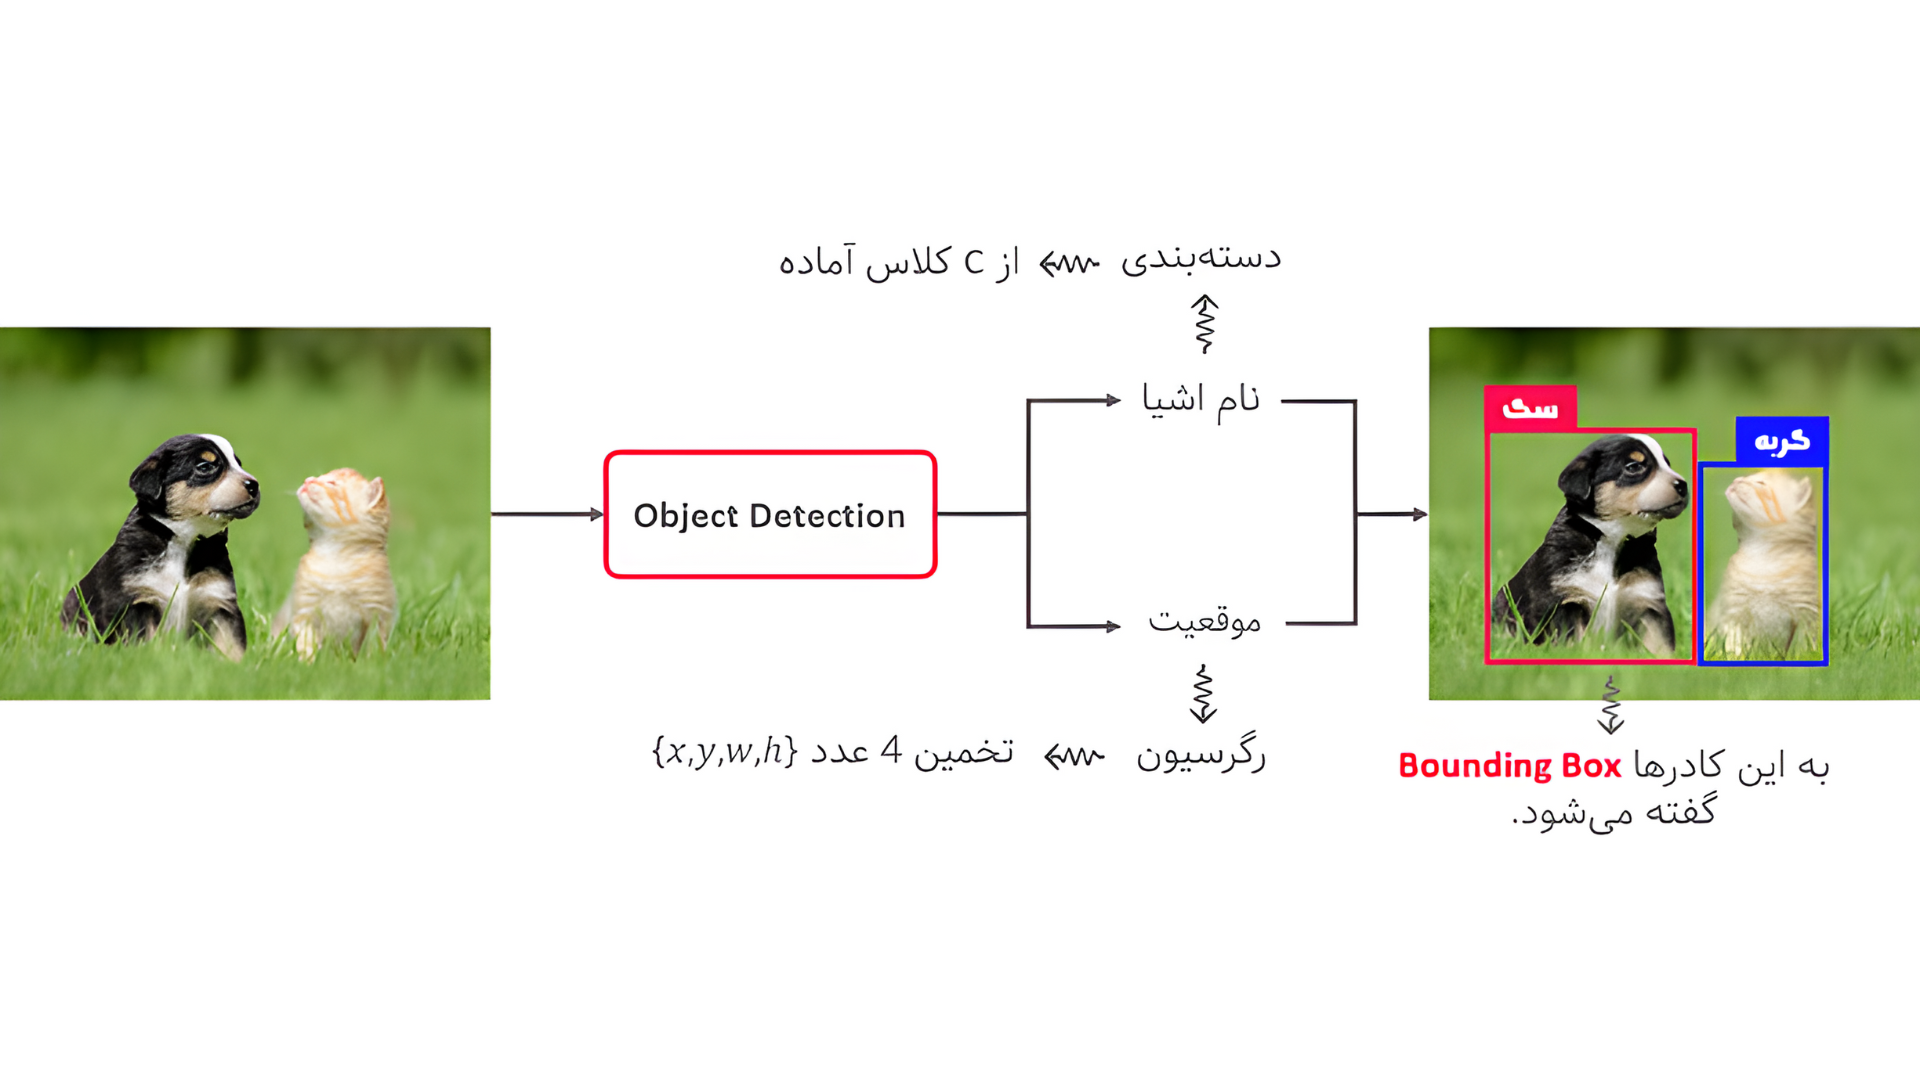 دسته‌بندی از C کلاس آماده
نام اشیا
Object Detection
موقعیت
رگرسیون تخمین 4 عدد {x,y,w,h}
سگ
گربه
به این کادرها Bounding Box
گفته می‌شود.